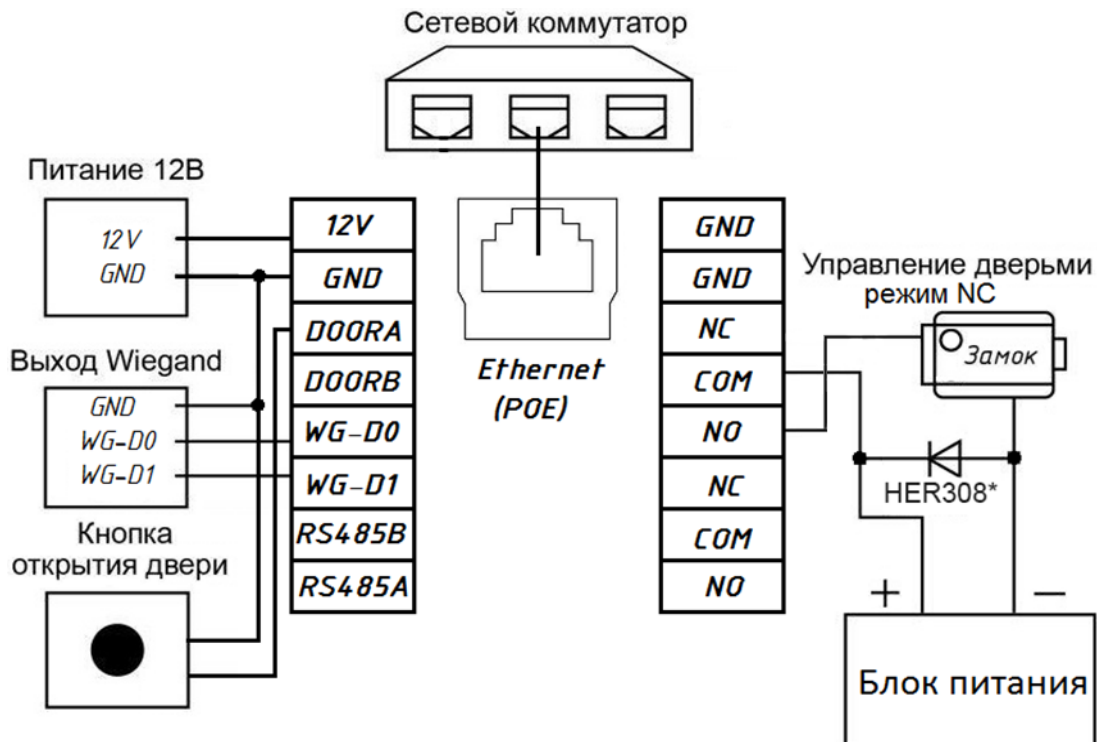 Сетевой коммутатор
Питание 12В
12V
GND
Выход Wiegand
GND
WG-D0
WG-D1
Кнопка
открытия двери
12V
GND
DOORA
DOORB
WG-D0
WG-D1
RS485B
RS485A
Ethernet
(POE)
GND
GND
NC
COM
NO
NC
COM
NO
Управление дверьми
режим NC
Замок
HER308*
+ —
Блок питания